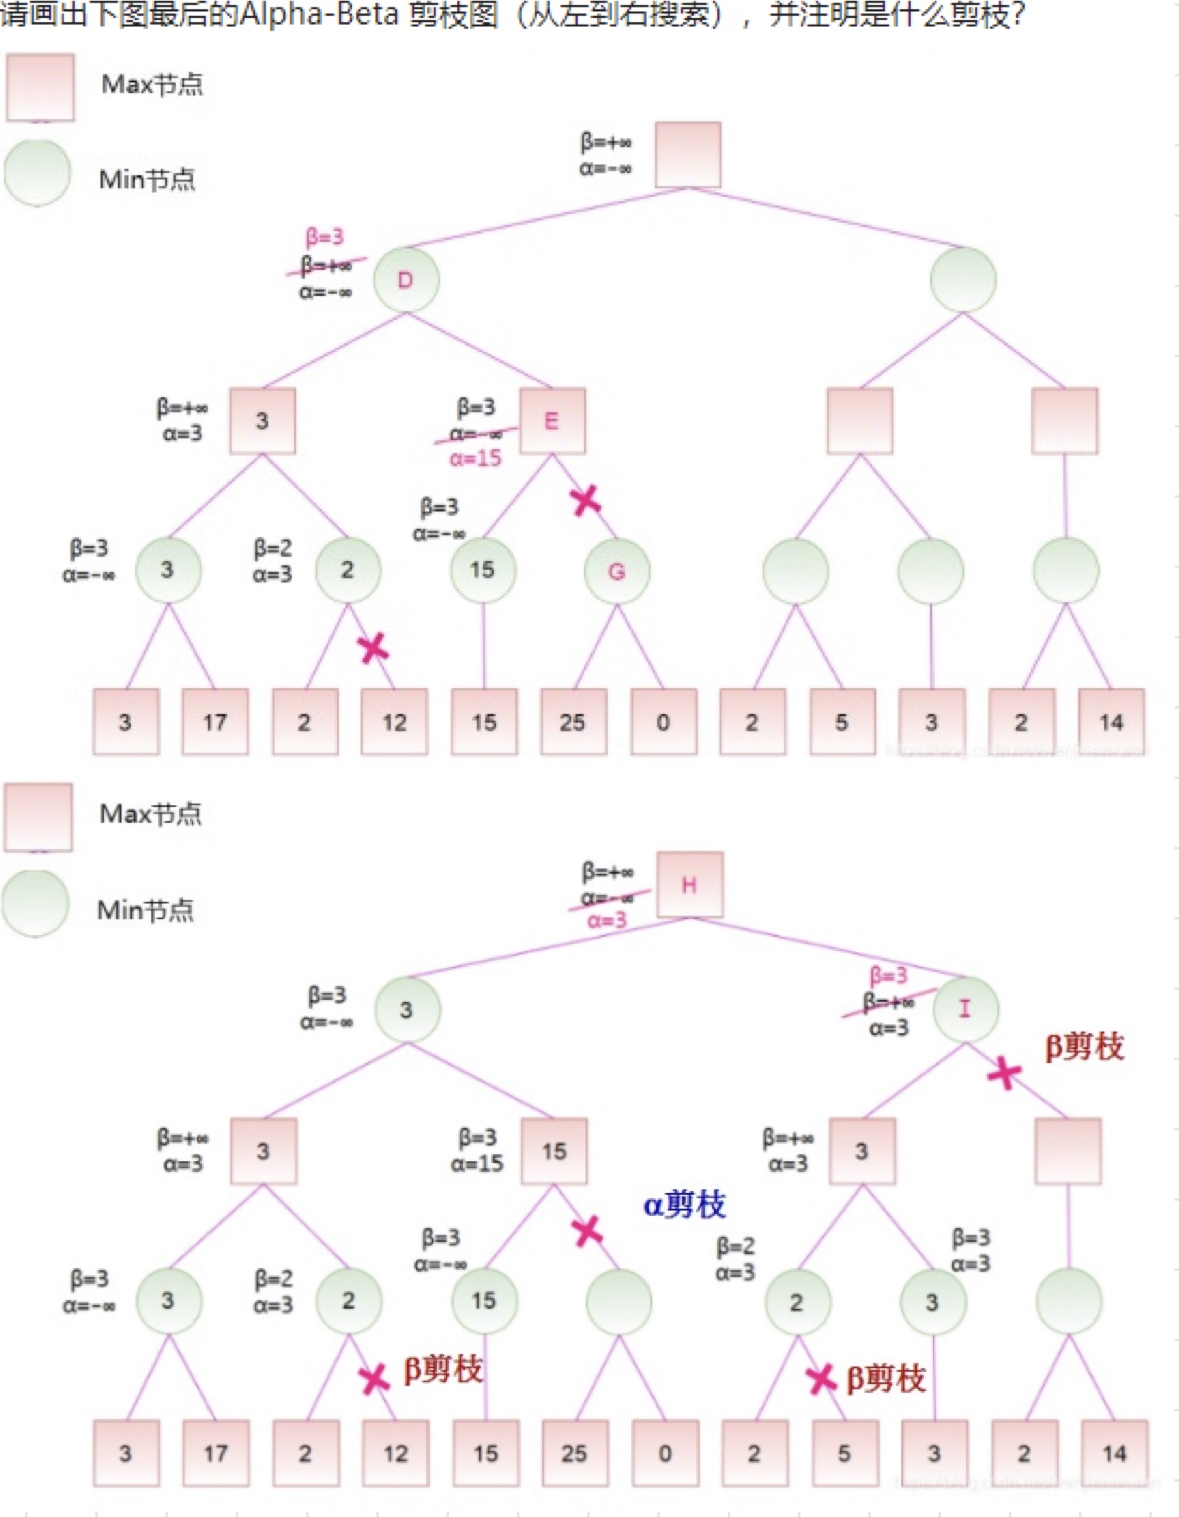 请画出下图最后的Alpha-Beta 剪枝图（从左到右搜索），并注明是什么剪枝？
Max节点
Min节点
β=+∞
α=-∞
β=3
β=+∞
α=-∞
D
β=+∞
α=3
3
β=3
α=-∞
α=15
E
β=3
α=-∞
3
β=2
α=3
2
β=3
α=-∞
15
G
3 17 2 12 15 25 0 2 5 3 2 14
Max节点
Min节点
β=+∞
α=-∞
α=3
H
β=3
α=-∞
3
β=3
β=+∞
α=3
I
β剪枝
β=+∞
α=3
3
β=3
α=15
15
α剪枝
β=+∞
α=3
3
β=3
α=-∞
3
β=2
α=3
2
β剪枝
β=3
α=-∞
15
β=2
α=3
2
β剪枝
β=3
α=3
3
3 17 2 12 15 25 0 2 5 3 2 14